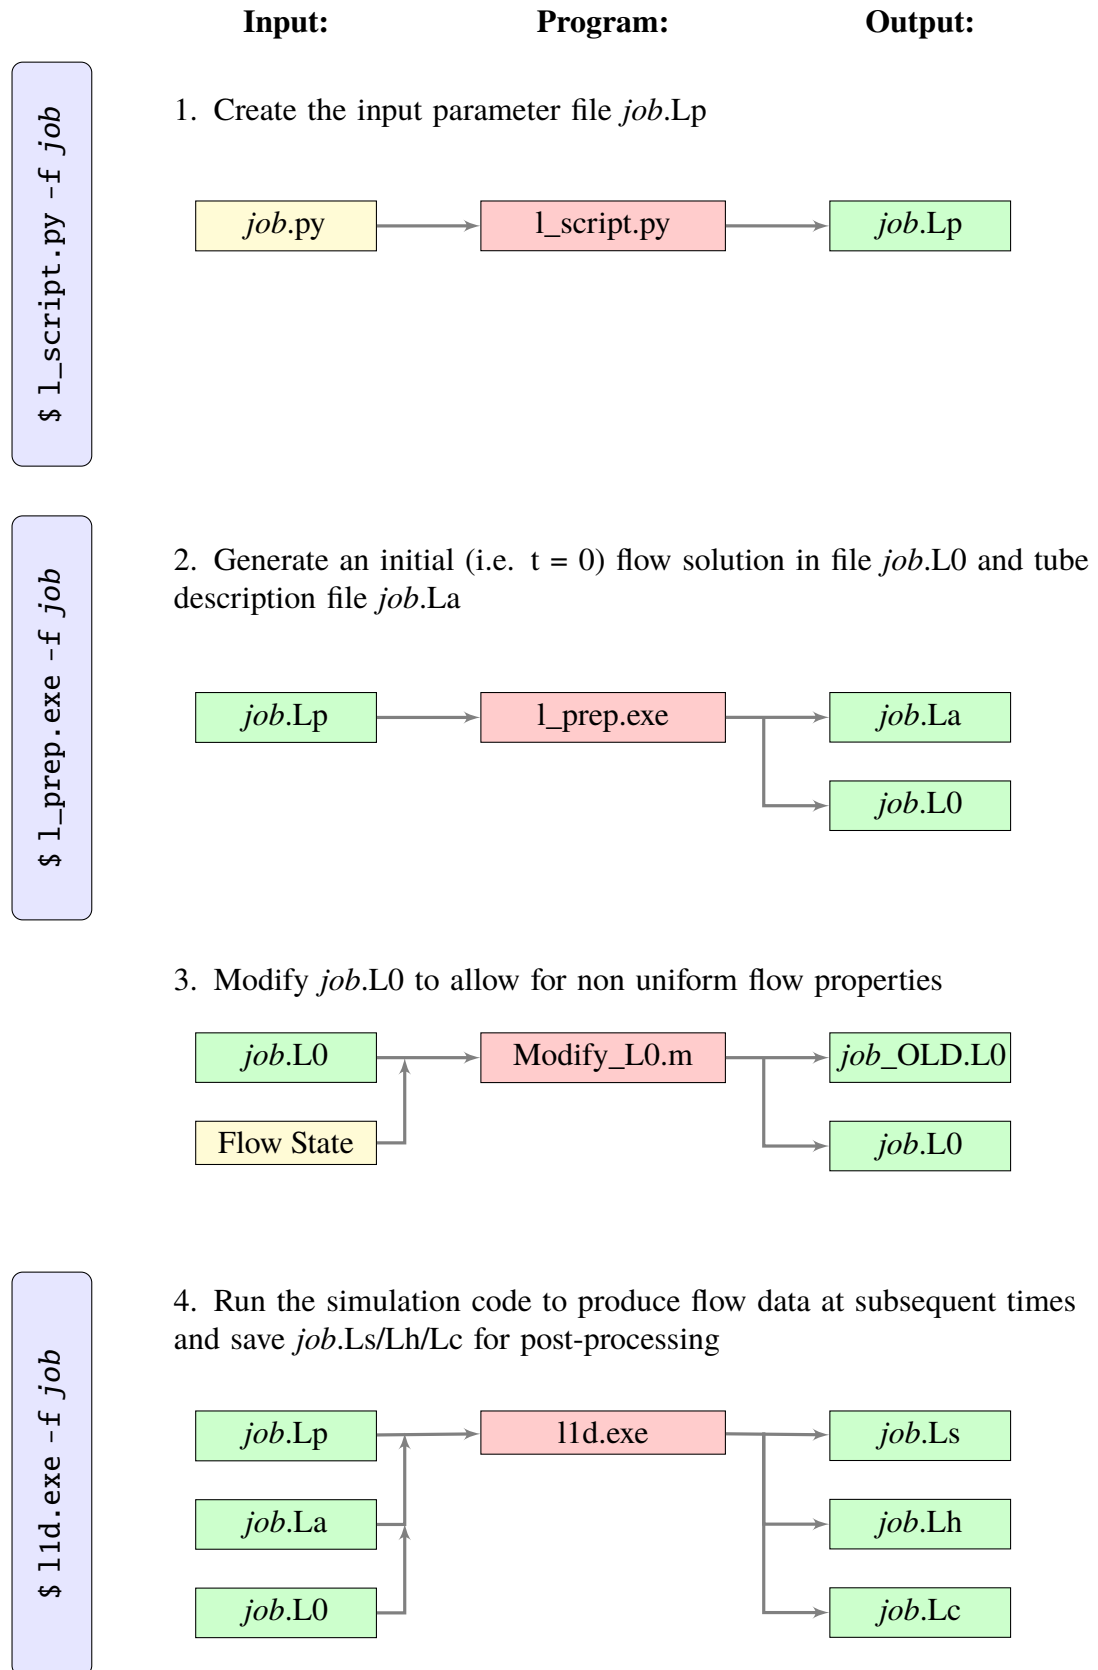 Input: Program: Output:
$ l_script.py -f job
1. Create the input parameter file job.Lp
job.py l_script.py job.Lp
$ l_prep.exe -f job
2. Generate an initial (i.e. t = 0) flow solution in file job.L0 and tube
description file job.La
job.Lp l_prep.exe job.La
job.L0
3. Modify job.L0 to allow for non uniform flow properties
job.L0 Modify_L0.m job_OLD.L0
Flow State job.L0
$ l1d.exe -f job
4. Run the simulation code to produce flow data at subsequent times
and save job.Ls/Lh/Lc for post-processing
job.Lp l1d.exe job.Ls
job.La job.Lh
job.L0 job.Lc